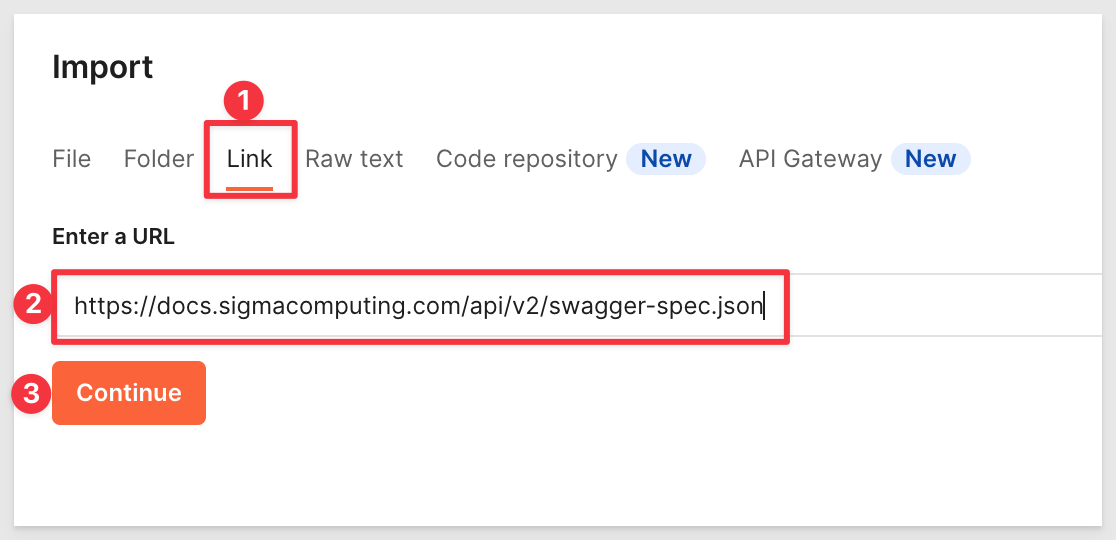 Import
1
File Folder Link Raw text Code repository New API Gateway New
Enter a URL
2 https://docs.sigmacomputing.com/api/v2/swagger-spec.json
3 Continue